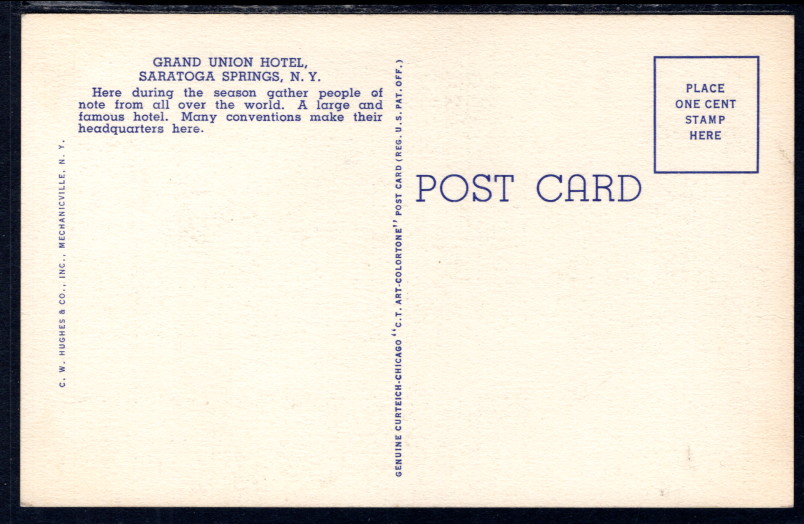 GRAND UNION HOTEL,
SARATOGA SPRINGS, N. Y.
Here during the season gather people of
note from all over the world. A large and
famous hotel. Many conventions make their
headquarters here.
C. W. HUGHES & CO., INC., MECHANICVILLE, N. Y.
GENUINE CURTEICH-CHICAGO "C.T. ART-COLORTONE" POST CARD (REG. U.S. PAT. OFF.)
POST CARD
PLACE
ONE CENT
STAMP
HERE